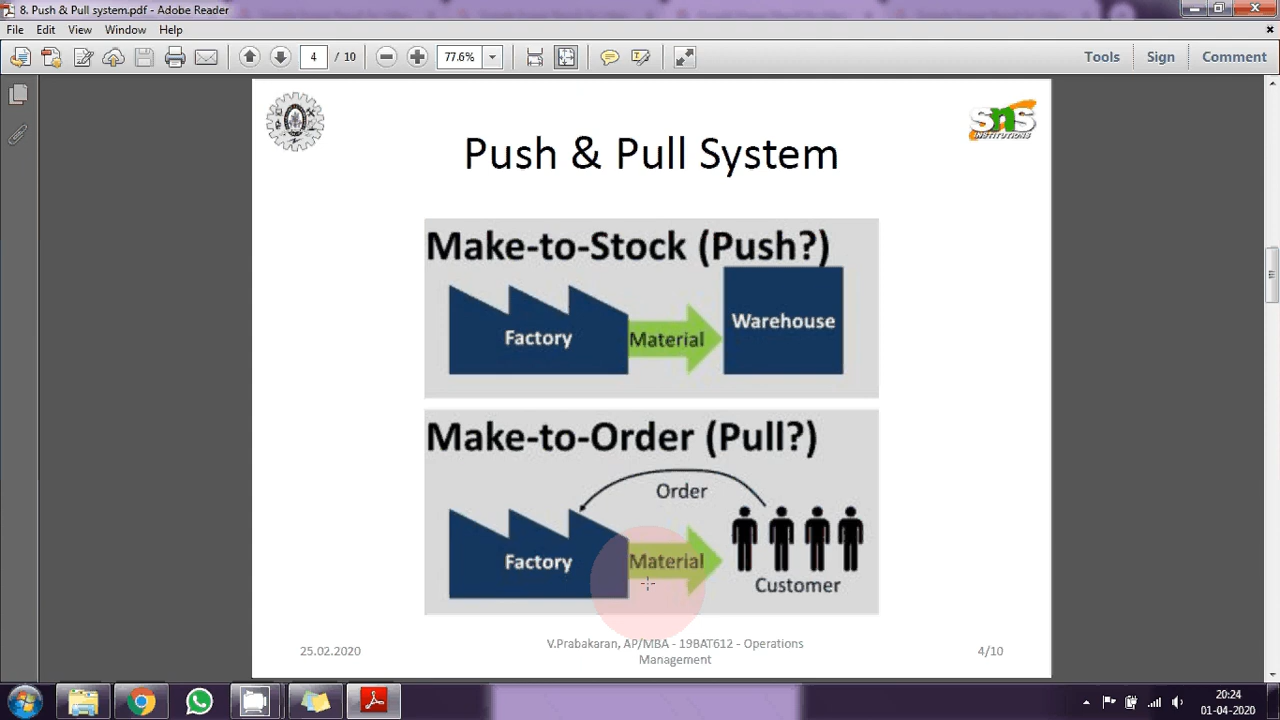 8. Push & Pull system.pdf - Adobe Reader
File Edit View Window Help
4 / 10 77.6% Tools Sign Comment
SNS
INSTITUTIONS
Push & Pull System
Make-to-Stock (Push?)
Factory Material Warehouse
Make-to-Order (Pull?)
Order
Factory Material
Customer
25.02.2020
V.Prabakaran, AP/MBA - 19BAT612 - Operations
Management
4/10
20:24
01-04-2020